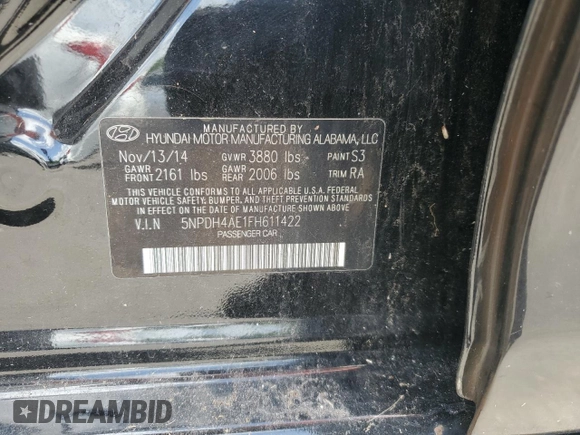 MANUFACTURED BY
HYUNDAI MOTOR MANUFACTURING ALABAMA, LLC
Nov/13/14 GVWR 3880 lbs PAINT S3
GAWR FRONT 2161 lbs GAWR REAR 2006 lbs TRIM RA
THIS VEHICLE CONFORMS TO ALL APPLICABLE U.S.A. FEDERAL
MOTOR VEHICLE SAFETY, BUMPER, AND THEFT PREVENTION
STANDARDS IN EFFECT ON THE DATE OF MANUFACTURE SHOWN ABOVE.
V.I.N 5NPDH4AE1FH611422
PASSENGER CAR
DREAMBID